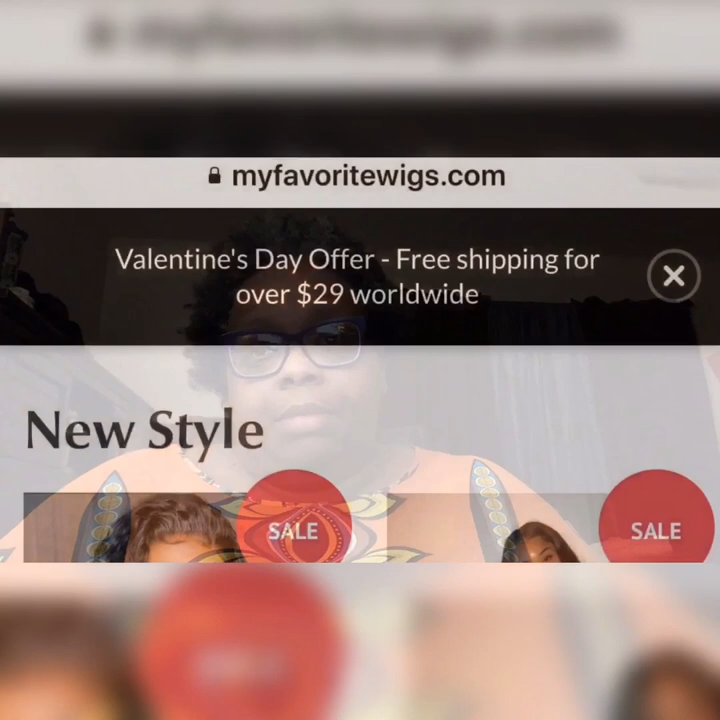 myfavoritewigs.com
Valentine's Day Offer - Free shipping for
over $29 worldwide
New Style
SALE
SALE